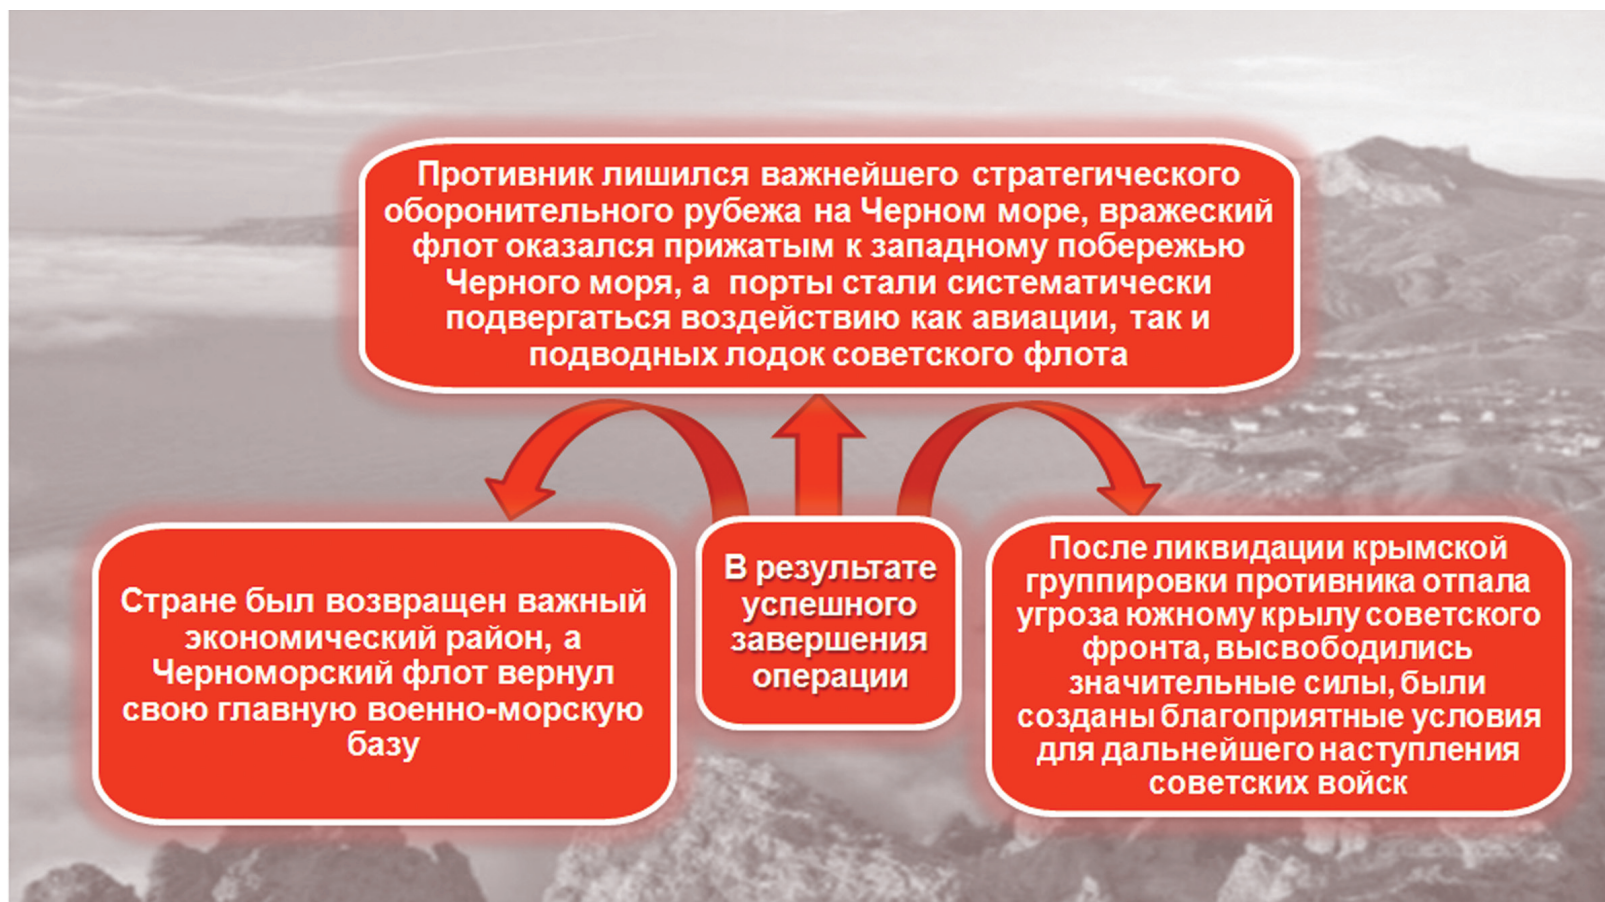 Противник лишился важнейшего стратегического
оборонительного рубежа на Черном море, вражеский
флот оказался прижатым к западному побережью
Черного моря, а порты стали систематически
подвергаться воздействию как авиации, так и
подводных лодок советского флота
Стране был возвращен важный
экономический район, а
Черноморский флот вернул
свою главную военно-морскую
базу
В результате
успешного
завершения
операции
После ликвидации крымской
группировки противника отпала
угроза южному крылу советского
фронта, высвободились
значительные силы, были
созданы благоприятные условия
для дальнейшего наступления
советских войск